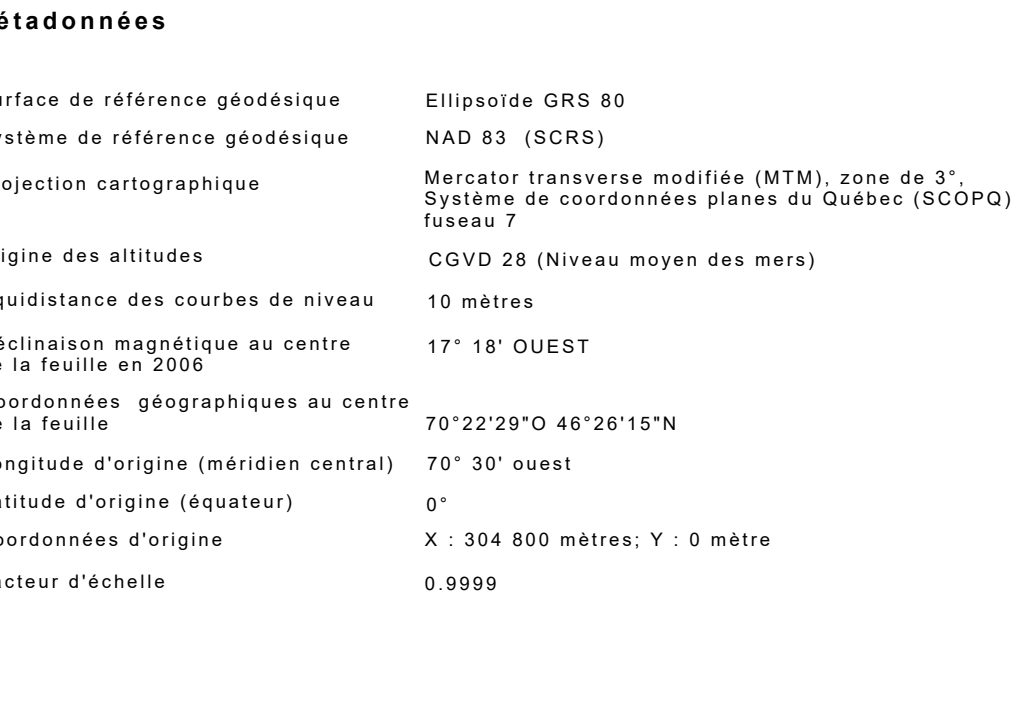 étadonnées
urface de référence géodésique Ellipsoïde GRS 80
ystème de référence géodésique NAD 83 (SCRS)
ojection cartographique Mercator transverse modifiée (MTM), zone de 3°,
Système de coordonnées planes du Québec (SCOPQ)
fuseau 7
igine des altitudes CGVD 28 (Niveau moyen des mers)
quidistance des courbes de niveau 10 mètres
éclinaison magnétique au centre 17° 18' OUEST
e la feuille en 2006
oordonnées géographiques au centre
e la feuille 70°22'29"O 46°26'15"N
ongitude d'origine (méridien central) 70° 30' ouest
atitude d'origine (équateur) 0°
oordonnées d'origine X : 304 800 mètres; Y : 0 mètre
acteur d'échelle 0.9999